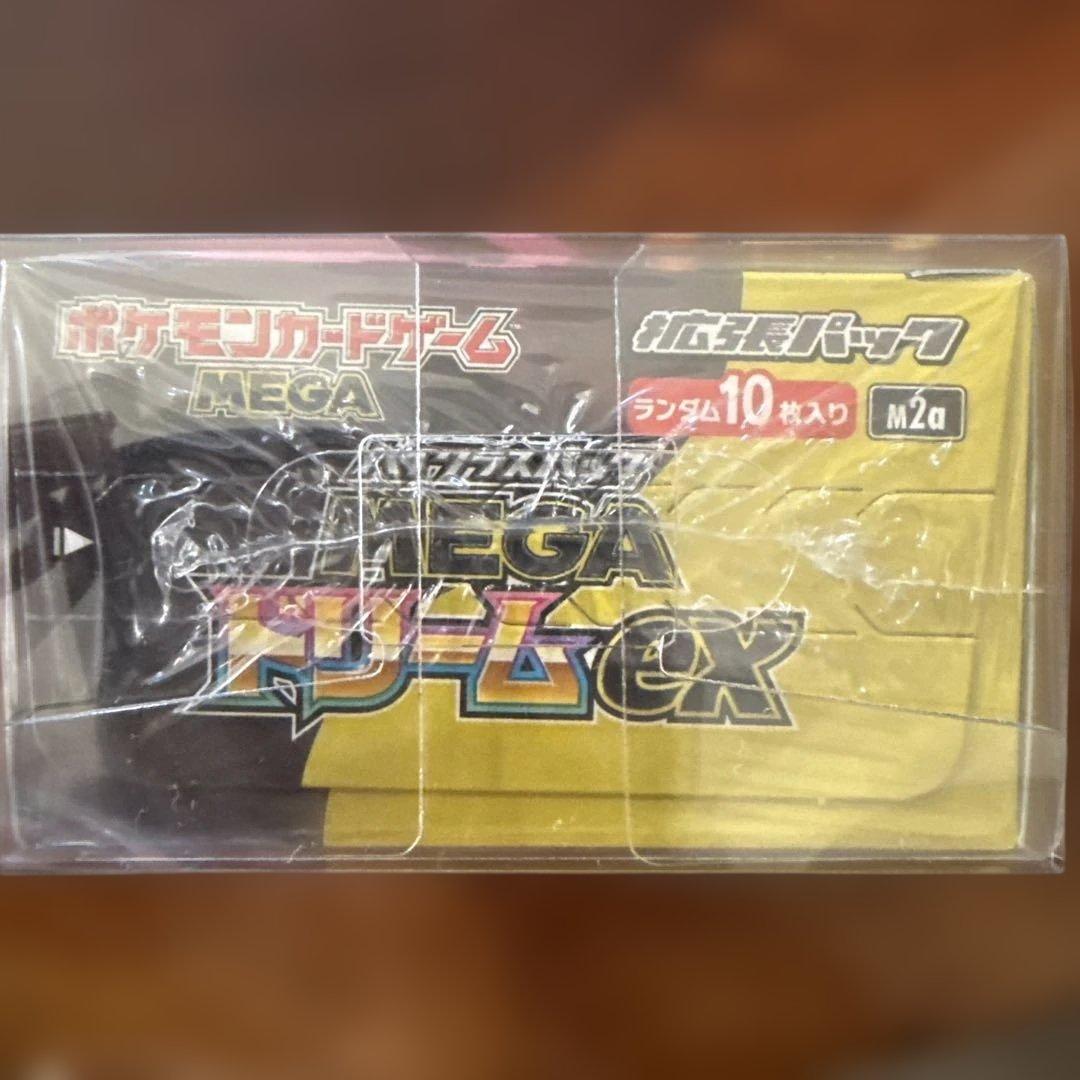 ポケモンカードゲーム
MEGA
拡張パック
ランダム10枚入り
M2a
ハイクラスパック
MEGA
ドリームex